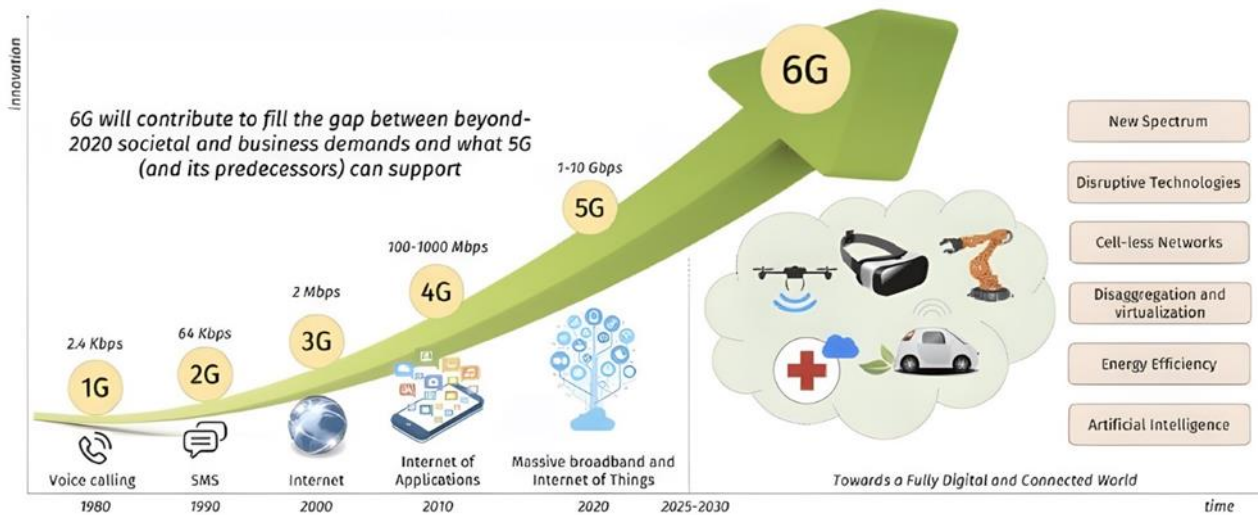 innovation
6G will contribute to fill the gap between beyond-
2020 societal and business demands and what 5G
(and its predecessors) can support
2.4 Kbps
1G
Voice calling
1980
64 Kbps
2G
SMS
1990
2 Mbps
3G
Internet
2000
100-1000 Mbps
4G
Internet of
Applications
2010
1-10 Gbps
5G
Massive broadband and
Internet of Things
2020
6G
2025-2030
Towards a Fully Digital and Connected World
time
New Spectrum
Disruptive Technologies
Cell-less Networks
Disaggregation and
virtualization
Energy Efficiency
Artificial Intelligence